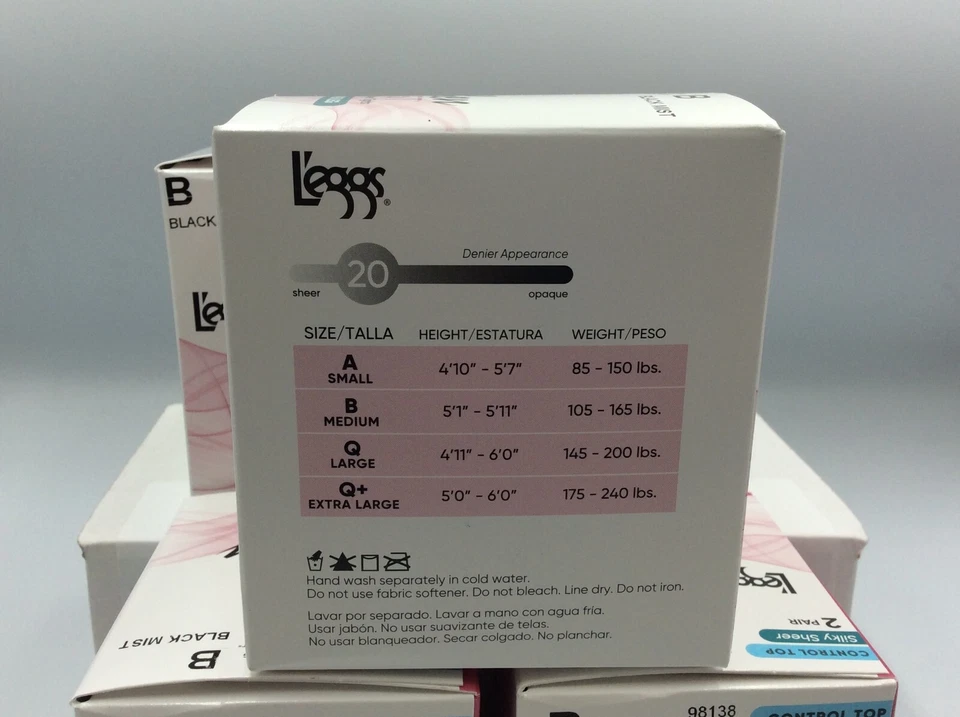 B
BLACK MIST
B
BLACK
L'eggs®
L'e
Denier Appearance
20
sheer
opaque
SIZE/TALLA HEIGHT/ESTATURA WEIGHT/PESO
A
SMALL
4'10" - 5'7" 85 - 150 lbs.
B
MEDIUM
5'1" - 5'11" 105 - 165 lbs.
Q
LARGE
4'11" - 6'0" 145 - 200 lbs.
Q+
EXTRA LARGE
5'0" - 6'0" 175 - 240 lbs.
Hand wash separately in cold water.
Do not use fabric softener. Do not bleach. Line dry. Do not iron.
Lavar por separado. Lavar a mano con agua fría.
Usar jabón. No usar suavizante de telas.
No usar blanqueador. Secar colgado. No planchar.
B
BLACK MIST
L'eggs
2 PAIR
Silky Sheer
CONTROL TOP
98138
CONTROL TOP